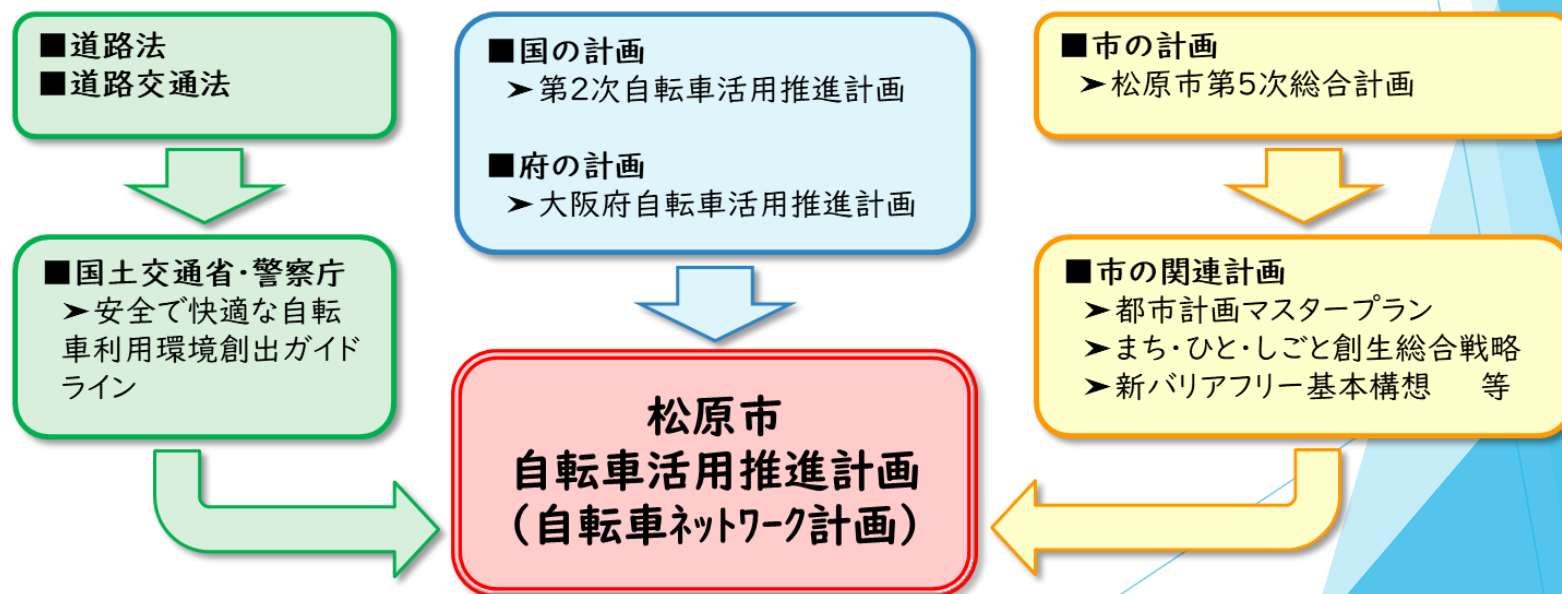 ■道路法
■道路交通法
■国土交通省・警察庁
➤安全で快適な自転
車利用環境創出ガイド
ライン
■国の計画
➤第2次自転車活用推進計画
■府の計画
➤大阪府自転車活用推進計画
■市の計画
➤松原市第5次総合計画
■市の関連計画
➤都市計画マスタープラン
➤まち・ひと・しごと創生総合戦略
➤新バリアフリー基本構想　等
松原市
自転車活用推進計画
（自転車ネットワーク計画）